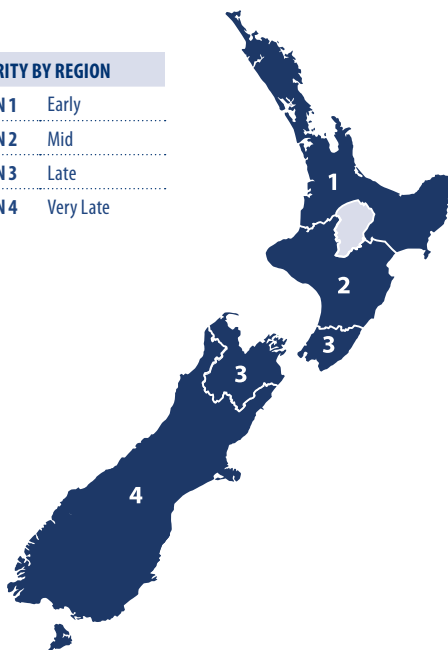 RITY BY REGION
N 1 Early
N 2 Mid
N 3 Late
N 4 Very Late
1
2
3
3
4